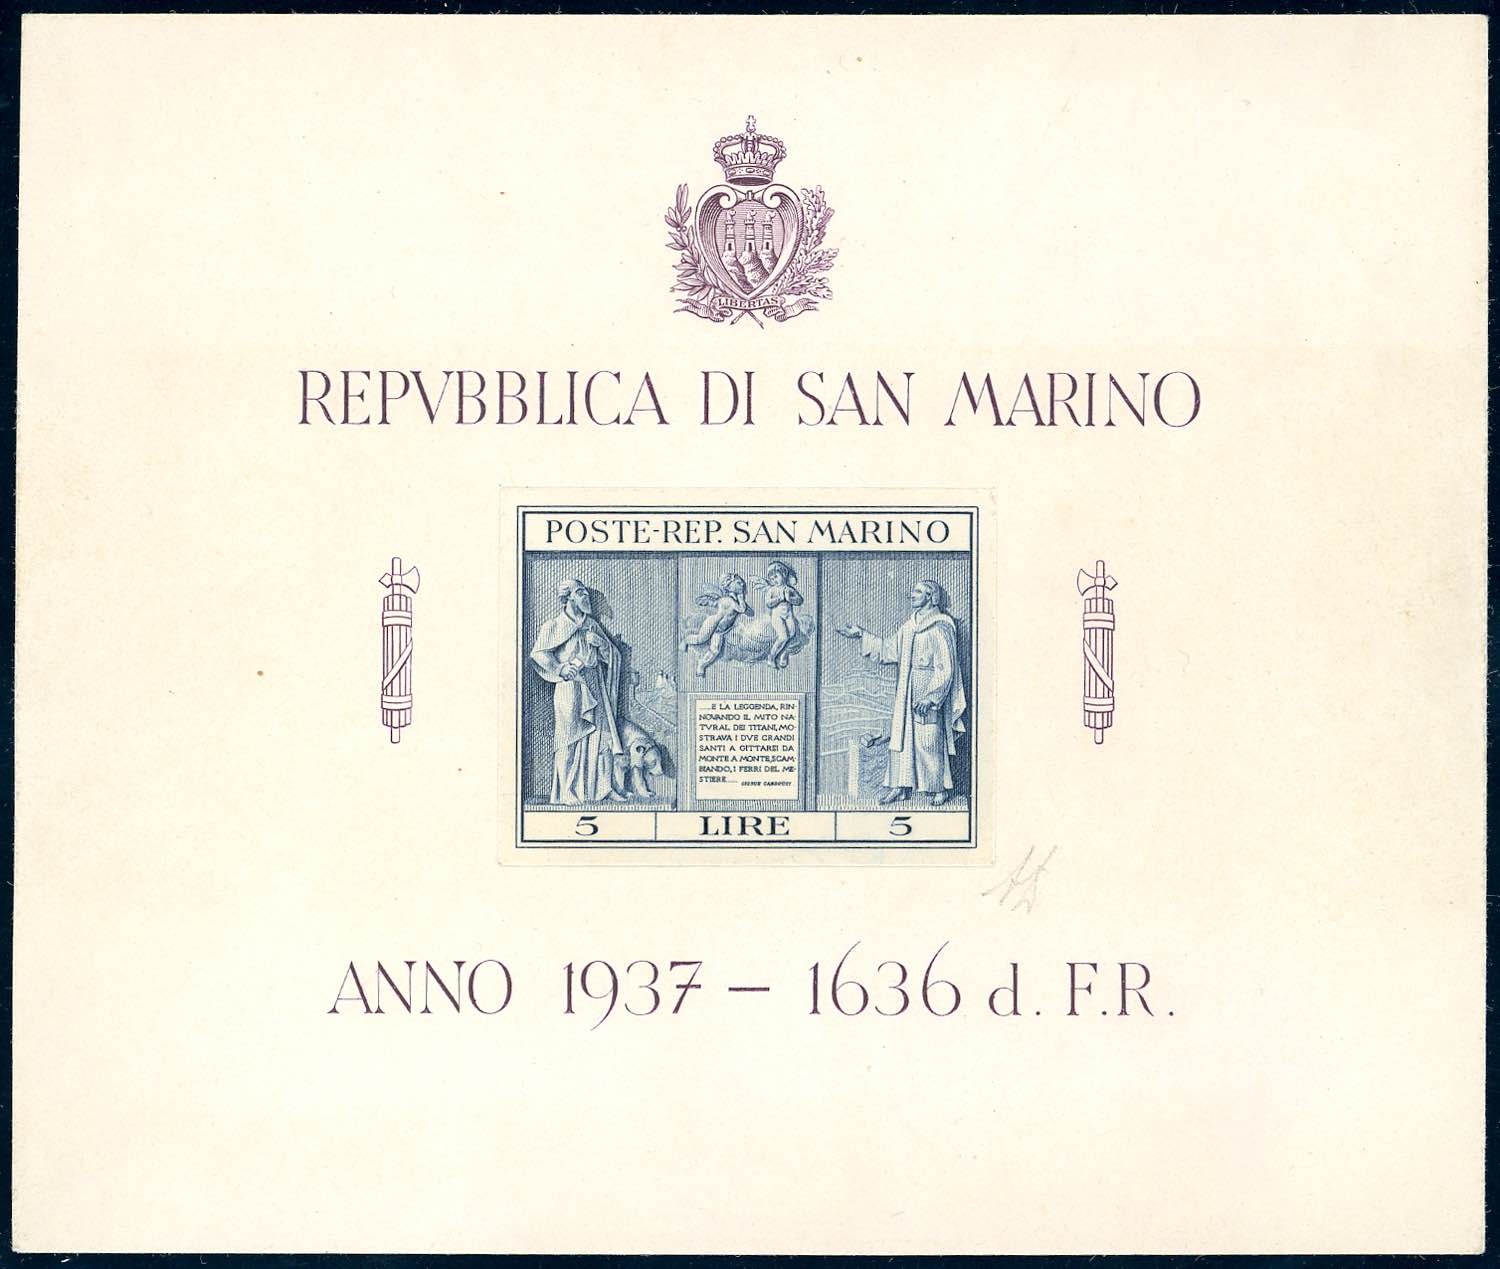 LIBERTAS
REPVBBLICA DI SAN MARINO
POSTE-REP. SAN MARINO
.....E LA LEGGENDA, RIN-
NOVANDO IL MITO NA-
TVRAL DEI TITANI, MO-
STRAVA I DVE GRANDI
SANTI A GITTARSI DA
MONTE A MONTE, SCAM-
BIANDO, I FERRI DEL ME-
STIERE.....
GIOSUE CARDUCCI
5 LIRE 5
ANNO 1937 – 1636 d. F.R.